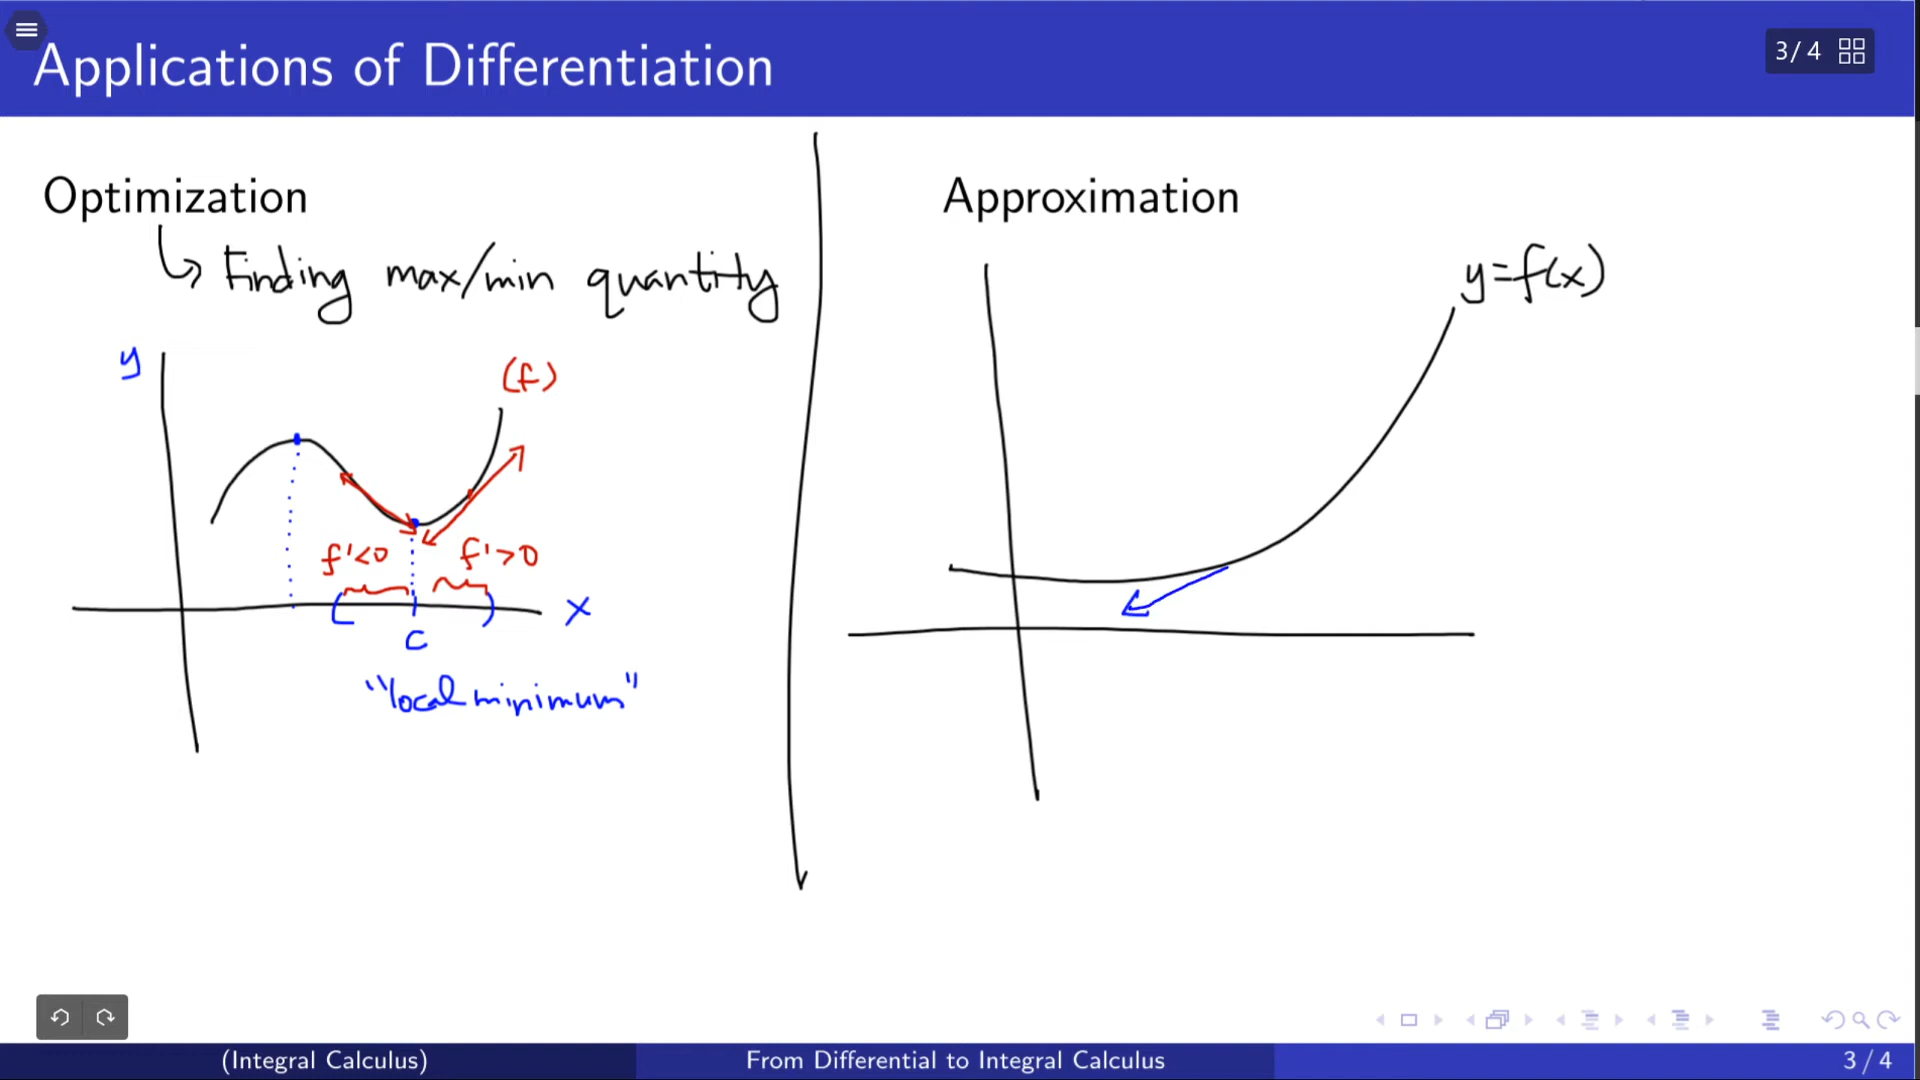 Applications of Differentiation
3/4
Optimization
Finding max/min quantity
y
(f)
f'<0
f'>0
x
c
"local minimum"
Approximation
y=f(x)
(Integral Calculus)
From Differential to Integral Calculus
3 / 4